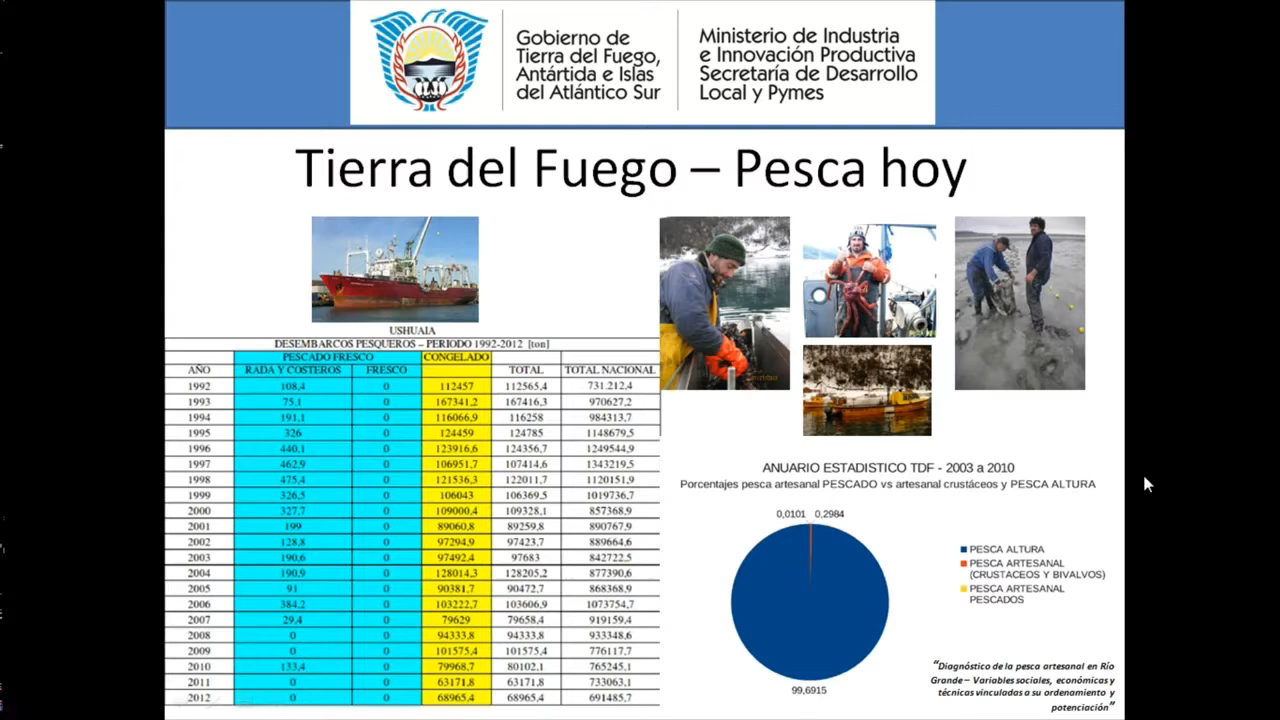 Gobierno de
Tierra del Fuego,
Antártida e Islas
del Atlántico Sur
Ministerio de Industria
e Innovación Productiva
Secretaría de Desarrollo
Local y Pymes
Tierra del Fuego – Pesca hoy
USHUAIA
DESEMBARCOS PESQUEROS – PERIODO 1992-2012 [ton]
PESCADO FRESCO CONGELADO
AÑO RADA Y COSTEROS FRESCO TOTAL TOTAL NACIONAL
1992 108,4 0 112457 112565,4 731.212,4
1993 75,1 0 167341,2 167416,3 970627,2
1994 191,1 0 116066,9 116258 984313,7
1995 326 0 124459 124785 1148679,5
1996 440,1 0 123916,6 124356,7 1249544,9
1997 462,9 0 106951,7 107414,6 1343219,5
1998 475,4 0 121536,3 122011,7 1120151,9
1999 326,5 0 106043 106369,5 1019736,7
2000 327,7 0 109000,4 109328,1 857368,9
2001 199 0 89060,8 89259,8 890767,9
2002 128,8 0 97294,9 97423,7 889664,6
2003 190,6 0 97492,4 97683 842722,5
2004 190,9 0 128014,3 128205,2 877390,6
2005 91 0 90381,7 90472,7 868368,9
2006 384,2 0 103222,7 103606,9 1073754,7
2007 29,4 0 79629 79658,4 919159,4
2008 0 0 94333,8 94333,8 933348,6
2009 0 0 101575,4 101575,4 776117,7
2010 133,4 0 79968,7 80102,1 765245,1
2011 0 0 63171,8 63171,8 733063,1
2012 0 0 68965,4 68965,4 691485,7
ANUARIO ESTADISTICO TDF - 2003 a 2010
Porcentajes pesca artesanal PESCADO vs artesanal crustáceos y PESCA ALTURA
0,0101 0,2984
PESCA ALTURA
PESCA ARTESANAL
(CRUSTACEOS Y BIVALVOS)
PESCA ARTESANAL
PESCADOS
99,6915
“Diagnóstico de la pesca artesanal en Río
Grande – Variables sociales, económicas y
técnicas vinculadas a su ordenamiento y
potenciación”